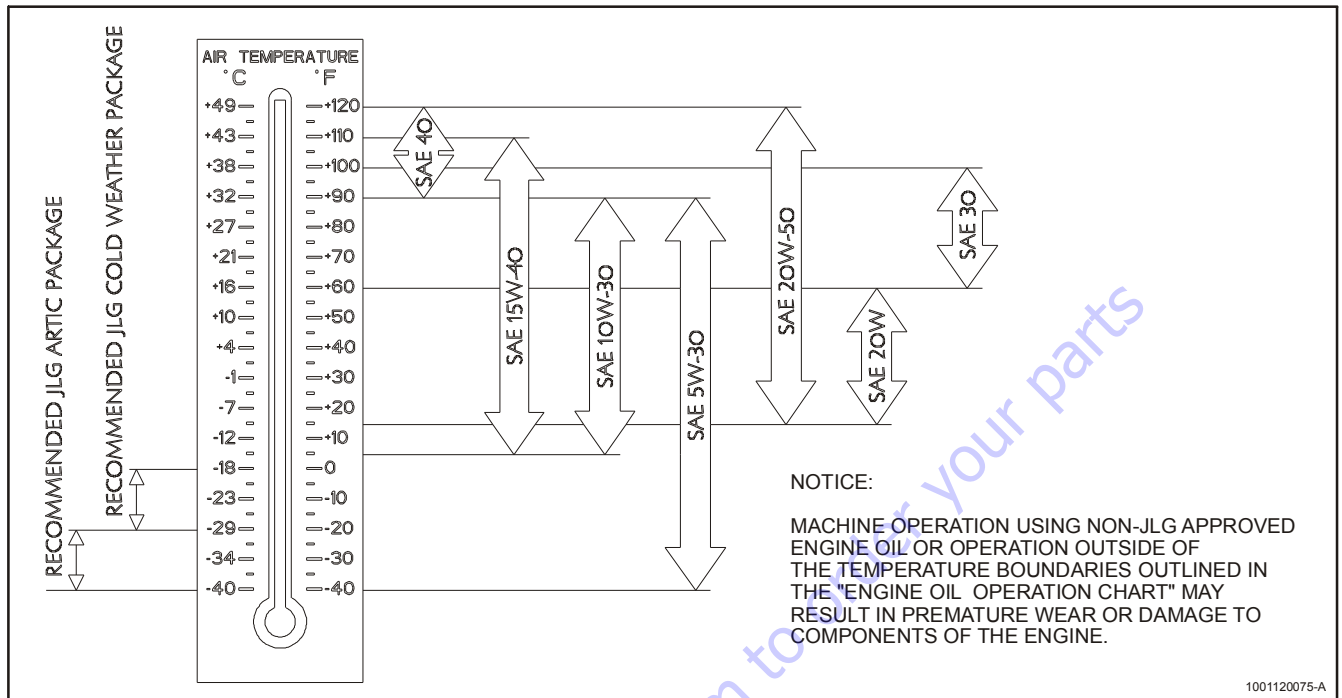 RECOMMENDED JLG ARTIC PACKAGE
RECOMMENDED JLG COLD WEATHER PACKAGE
AIR TEMPERATURE
°C °F
+49 +120
+43 +110
+38 +100
+32 +90
+27 +80
+21 +70
+16 +60
+10 +50
+4 +40
-1 +30
-7 +20
-12 +10
-18 0
-23 -10
-29 -20
-34 -30
-40 -40
SAE 40
SAE 15W-40
SAE 10W-30
SAE 5W-30
SAE 20W-50
SAE 20W
SAE 30
NOTICE:
MACHINE OPERATION USING NON-JLG APPROVED
ENGINE OIL OR OPERATION OUTSIDE OF
THE TEMPERATURE BOUNDARIES OUTLINED IN
THE "ENGINE OIL OPERATION CHART" MAY
RESULT IN PREMATURE WEAR OR DAMAGE TO
COMPONENTS OF THE ENGINE.
1001120075-A
m to order your parts